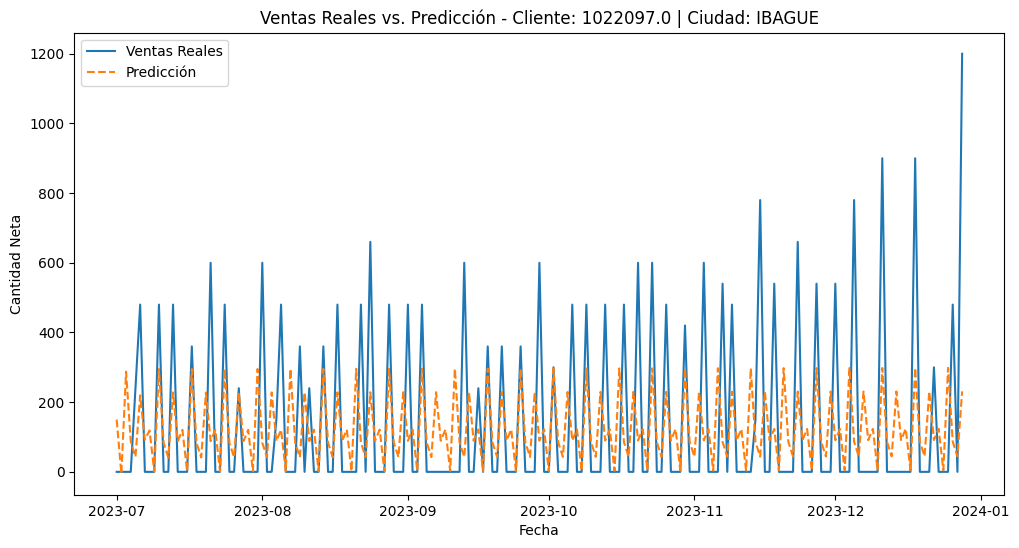 Ventas Reales vs. Predicción - Cliente: 1022097.0 | Ciudad: IBAGUE
Ventas Reales
Predicción
Cantidad Neta
1200
1000
800
600
400
200
0
2023-07
2023-08
2023-09
2023-10
2023-11
2023-12
2024-01
Fecha